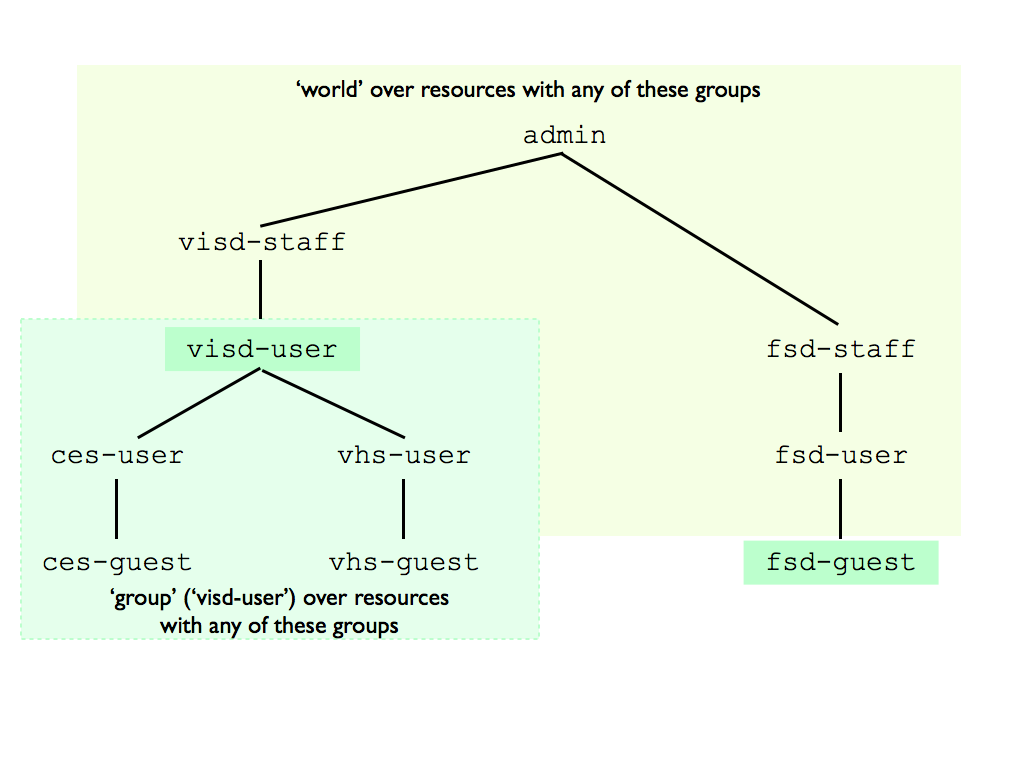 ‘world’ over resources with any of these groups
admin
visd-staff
visd-user
fsd-staff
ces-user
vhs-user
fsd-user
ces-guest
vhs-guest
fsd-guest
‘group’ (‘visd-user’) over resources
with any of these groups